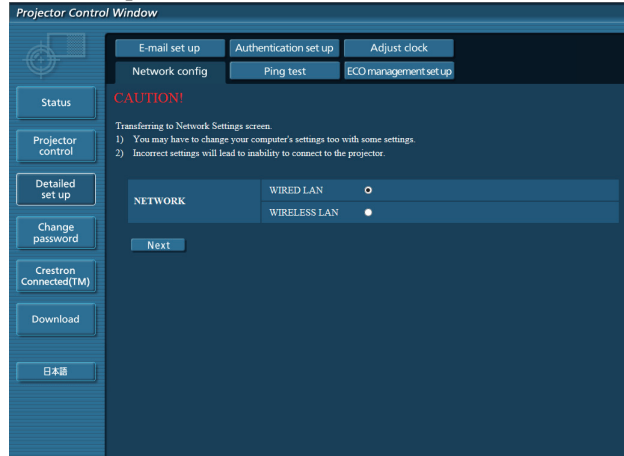 Projector Control Window
E-mail set up
Authentication set up
Adjust clock
Network config
Ping test
ECO management set up
Status
Projector
control
Detailed
set up
Change
password
Crestron
Connected(TM)
Download
日本語
CAUTION!
Transferring to Network Settings screen.
1) You may have to change your computer's settings too with some settings.
2) Incorrect settings will lead to inability to connect to the projector.
NETWORK
WIRED LAN
WIRELESS LAN
Next